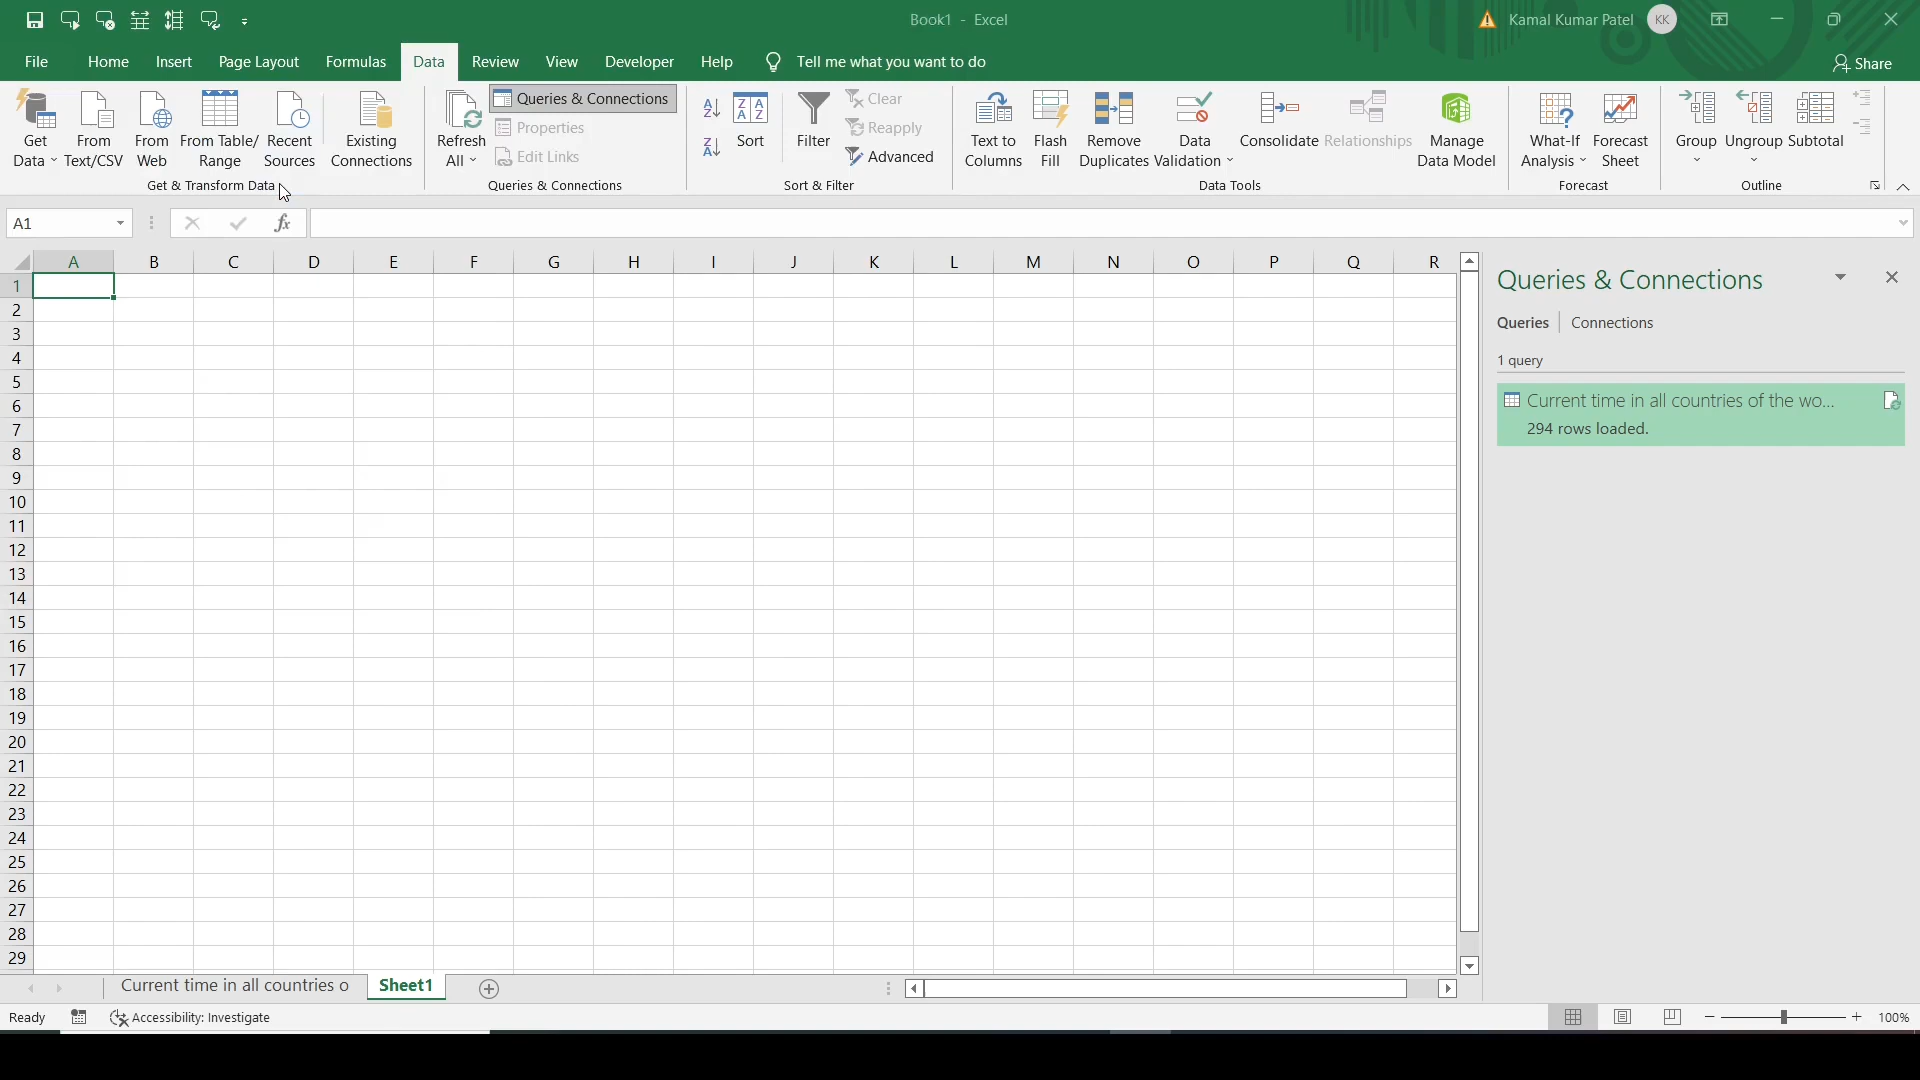 Book1 - Excel
Kamal Kumar Patel
KK
File
Home
Insert
Page Layout
Formulas
Data
Review
View
Developer
Help
Tell me what you want to do
Share
Get
Data
From
Text/CSV
From
Web
From Table/
Range
Recent
Sources
Existing
Connections
Get & Transform Data
Refresh
All
Queries & Connections
Properties
Edit Links
Queries & Connections
Sort
Filter
Clear
Reapply
Advanced
Sort & Filter
Text to
Columns
Flash
Fill
Remove
Duplicates
Data
Validation
Consolidate
Relationships
Manage
Data Model
Data Tools
What-If
Analysis
Forecast
Sheet
Forecast
Group
Ungroup
Subtotal
Outline
A1
fx
A B C D E F G H I J K L M N O P Q R
1
2
3
4
5
6
7
8
9
10
11
12
13
14
15
16
17
18
19
20
21
22
23
24
25
26
27
28
29
Queries & Connections
Queries
Connections
1 query
Current time in all countries of the wo...
294 rows loaded.
Current time in all countries o
Sheet1
Ready
Accessibility: Investigate
100%